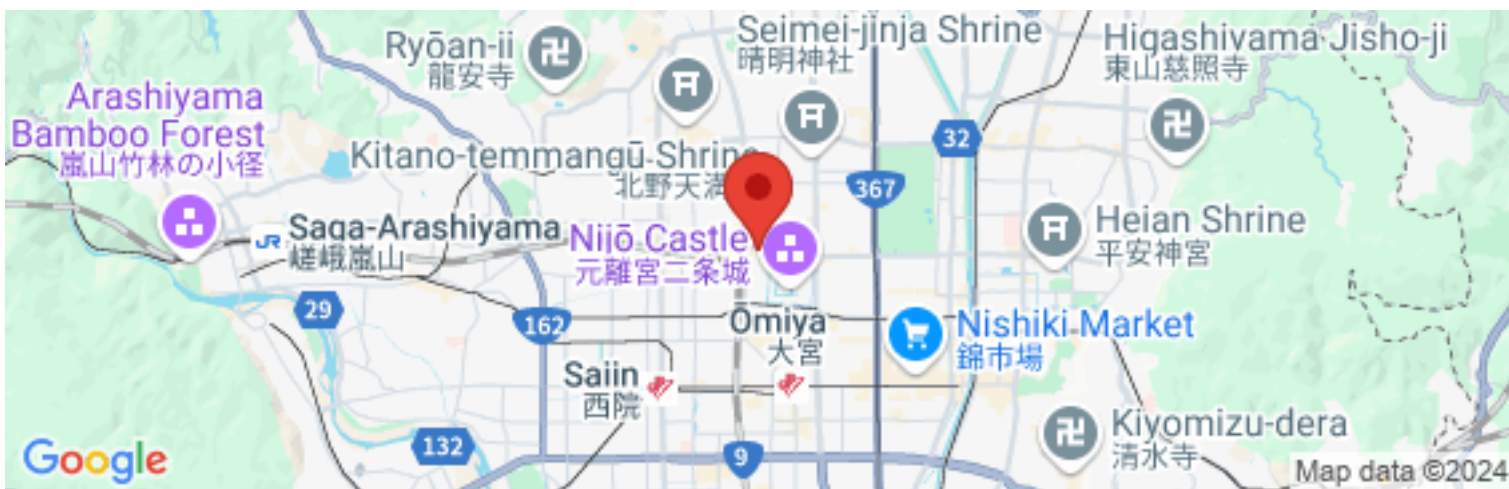 Seimei-jinja Shrine
晴明神社
Ryōan-ji
龍安寺
Higashiyama Jisho-ji
東山慈照寺
Arashiyama
Bamboo Forest
嵐山竹林の小径
32
Kitano-temmangū Shrine
北野天満
367
Saga-Arashiyama
嵯峨嵐山
JR
Nijō Castle
元離宮二条城
Heian Shrine
平安神宮
29
162
Ōmiya
大宮
Nishiki Market
錦市場
Saiin
西院
132
9
Kiyomizu-dera
清水寺
Google
Map data ©2024